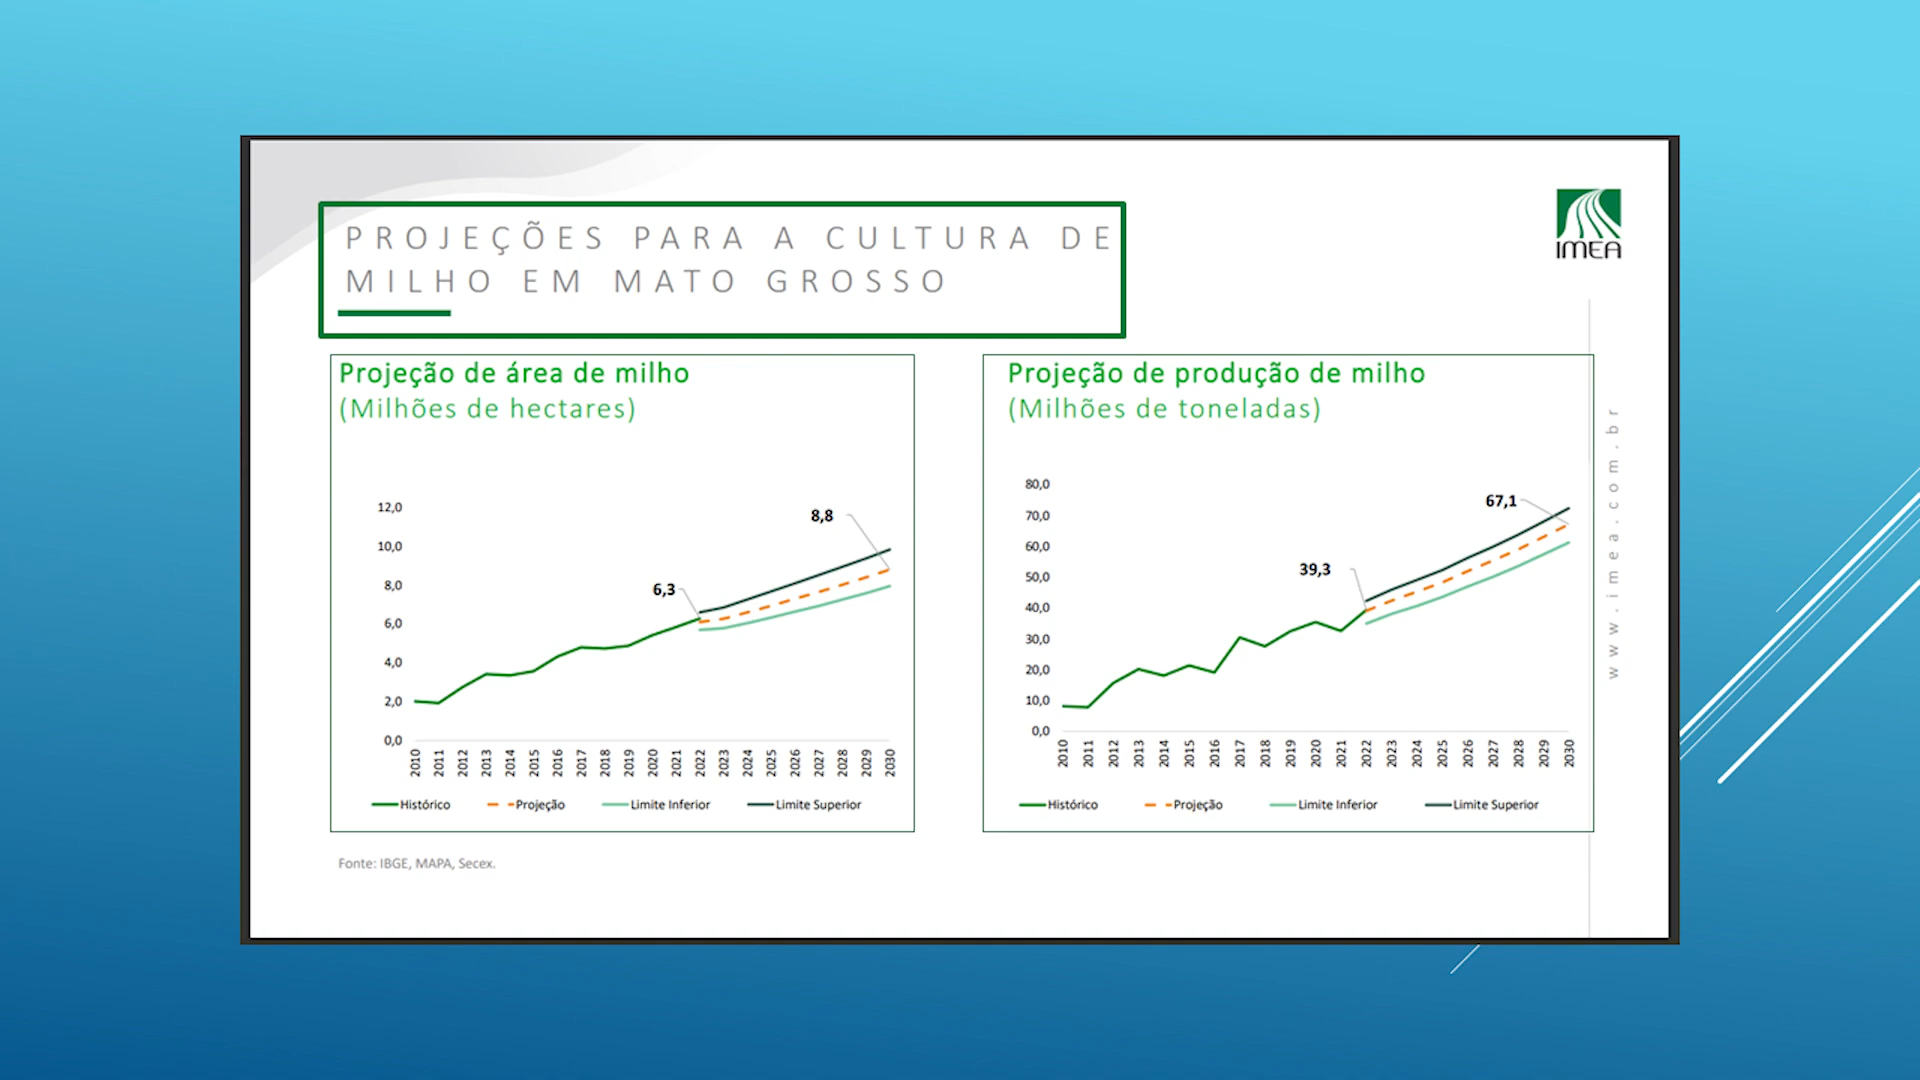 PROJEÇÕES PARA A CULTURA DE
MILHO EM MATO GROSSO
IMEA
Projeção de área de milho
(Milhões de hectares)
12,0
10,0
8,0
6,0
4,0
2,0
0,0
6,3
8,8
2010 2011 2012 2013 2014 2015 2016 2017 2018 2019 2020 2021 2022 2023 2024 2025 2026 2027 2028 2029 2030
Histórico Projeção Limite Inferior Limite Superior
Projeção de produção de milho
(Milhões de toneladas)
80,0
70,0
60,0
50,0
40,0
30,0
20,0
10,0
0,0
39,3
67,1
2010 2011 2012 2013 2014 2015 2016 2017 2018 2019 2020 2021 2022 2023 2024 2025 2026 2027 2028 2029 2030
Histórico Projeção Limite Inferior Limite Superior
www.imea.com.br
Fonte: IBGE, MAPA, Secex.